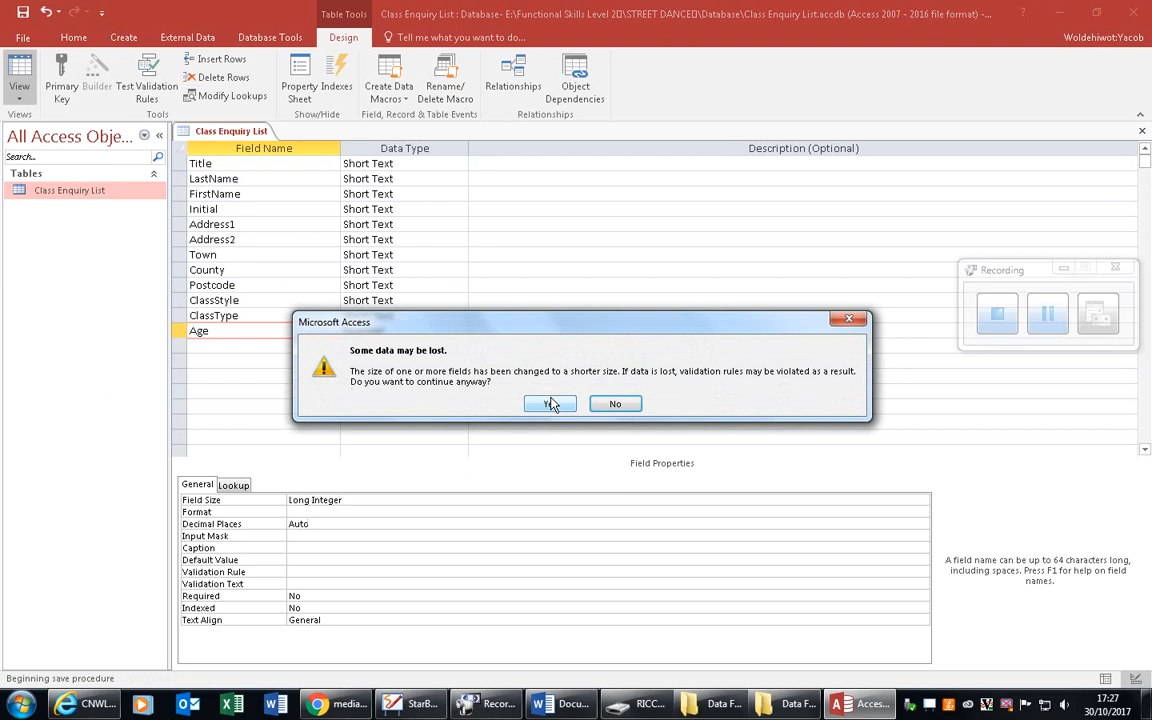 Table Tools
Class Enquiry List : Database- E:\Functional Skills Level 2\STREET DANCE\Database\Class Enquiry List.accdb (Access 2007 - 2016 file format) -...
File
Home
Create
External Data
Database Tools
Design
Tell me what you want to do...
Woldehiwot:Yacob
View
Primary Key
Builder
Test Validation Rules
Insert Rows
Delete Rows
Modify Lookups
Property Sheet
Indexes
Create Data Macros
Rename/ Delete Macro
Relationships
Object Dependencies
Views
Tools
Show/Hide
Field, Record & Table Events
Relationships
All Access Obje...
Search...
Tables
Class Enquiry List
Class Enquiry List
Field Name Data Type Description (Optional)
Title Short Text
LastName Short Text
FirstName Short Text
Initial Short Text
Address1 Short Text
Address2 Short Text
Town Short Text
County Short Text
Postcode Short Text
ClassStyle Short Text
ClassType
Age
Recording
Microsoft Access
Some data may be lost.
The size of one or more fields has been changed to a shorter size. If data is lost, validation rules may be violated as a result.
Do you want to continue anyway?
No
Field Properties
General
Lookup
Field Size Long Integer
Format
Decimal Places Auto
Input Mask
Caption
Default Value
Validation Rule
Validation Text
Required No
Indexed No
Text Align General
A field name can be up to 64 characters long,
including spaces. Press F1 for help on field
names.
Beginning save procedure
CNWL...
media...
StarB...
Recor...
Docu...
RICC...
Data F...
Data F...
Acces...
17:27
30/10/2017